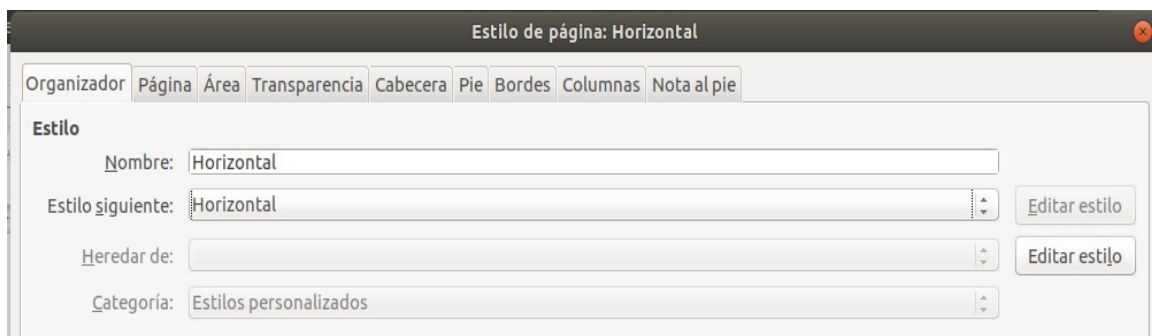 Estilo de página: Horizontal
Organizador Página Área Transparencia Cabecera Pie Bordes Columnas Nota al pie
Estilo
Nombre: Horizontal
Estilo siguiente: Horizontal Editar estilo
Heredar de: Editar estilo
Categoría: Estilos personalizados